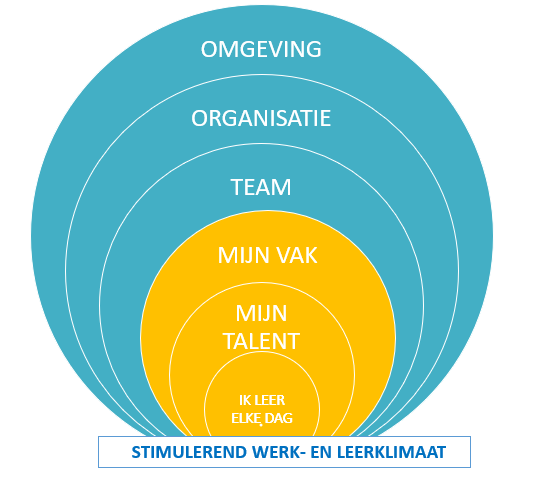 OMGEVING
ORGANISATIE
TEAM
MIJN VAK
MIJN
TALENT
IK LEER
ELKE DAG
STIMULEREND WERK- EN LEERKLIMAAT